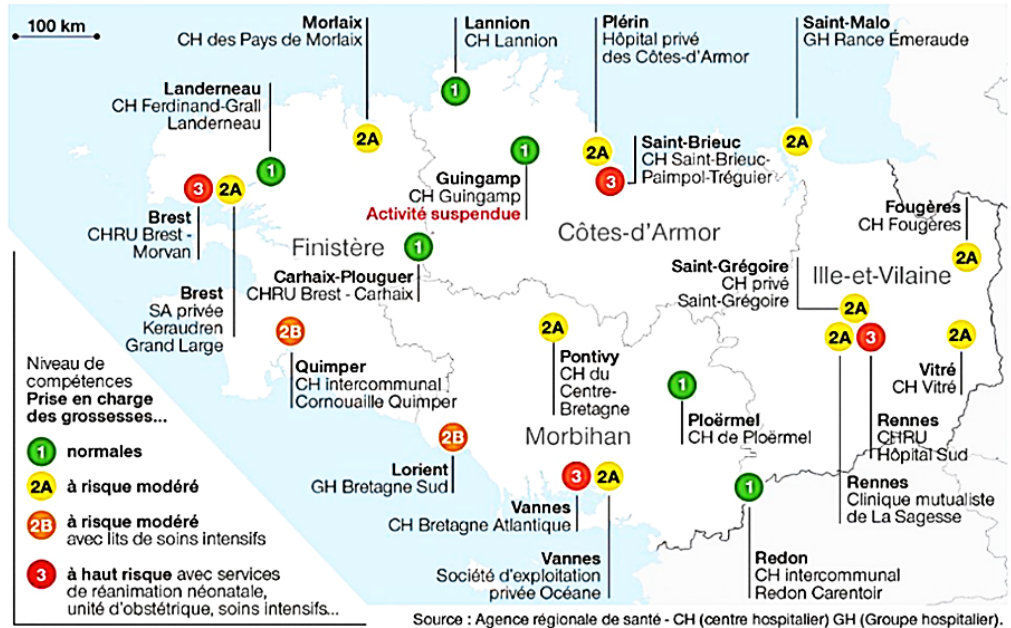 100 km
Morlaix
CH des Pays de Morlaix
Lannion
CH Lannion
Plérin
Hôpital privé
des Côtes-d'Armor
Saint-Malo
GH Rance Émeraude
Landerneau
CH Ferdinand-Grall
Landerneau
2A
1
1
2A
2A
Saint-Brieuc
CH Saint-Brieuc-
Paimpol-Tréguier
3
1
3
2A
1
Guingamp
CH Guingamp
Activité suspendue
Brest
CHRU Brest -
Morvan
Finistère
Côtes-d'Armor
Fougères
CH Fougères
2A
1
Carhaix-Plouguer
CHRU Brest - Carhaix
Saint-Grégoire
CH privé
Saint-Grégoire
Ille-et-Vilaine
Brest
SA privée
Keraudren
Grand Large
2B
Quimper
CH intercommunal
Cornouaille Quimper
2A
Pontivy
CH du
Centre-
Bretagne
2A
2A
3
2A
Vitré
CH Vitré
1
Ploërmel
CH de Ploërmel
Rennes
CHRU
Hôpital Sud
Morbihan
2B
Lorient
GH Bretagne Sud
3
2A
1
Rennes
Clinique mutualiste
de La Sagesse
Vannes
CH Bretagne Atlantique
Vannes
Société d'exploitation
privée Océane
Redon
CH intercommunal
Redon Carentoir
Niveau de
compétences
Prise en charge
des grossesses...
1 normales
2A à risque modéré
2B à risque modéré
avec lits de soins intensifs
3 à haut risque avec services
de réanimation néonatale,
unité d'obstétrique, soins intensifs...
Source : Agence régionale de santé - CH (centre hospitalier) GH (Groupe hospitalier).